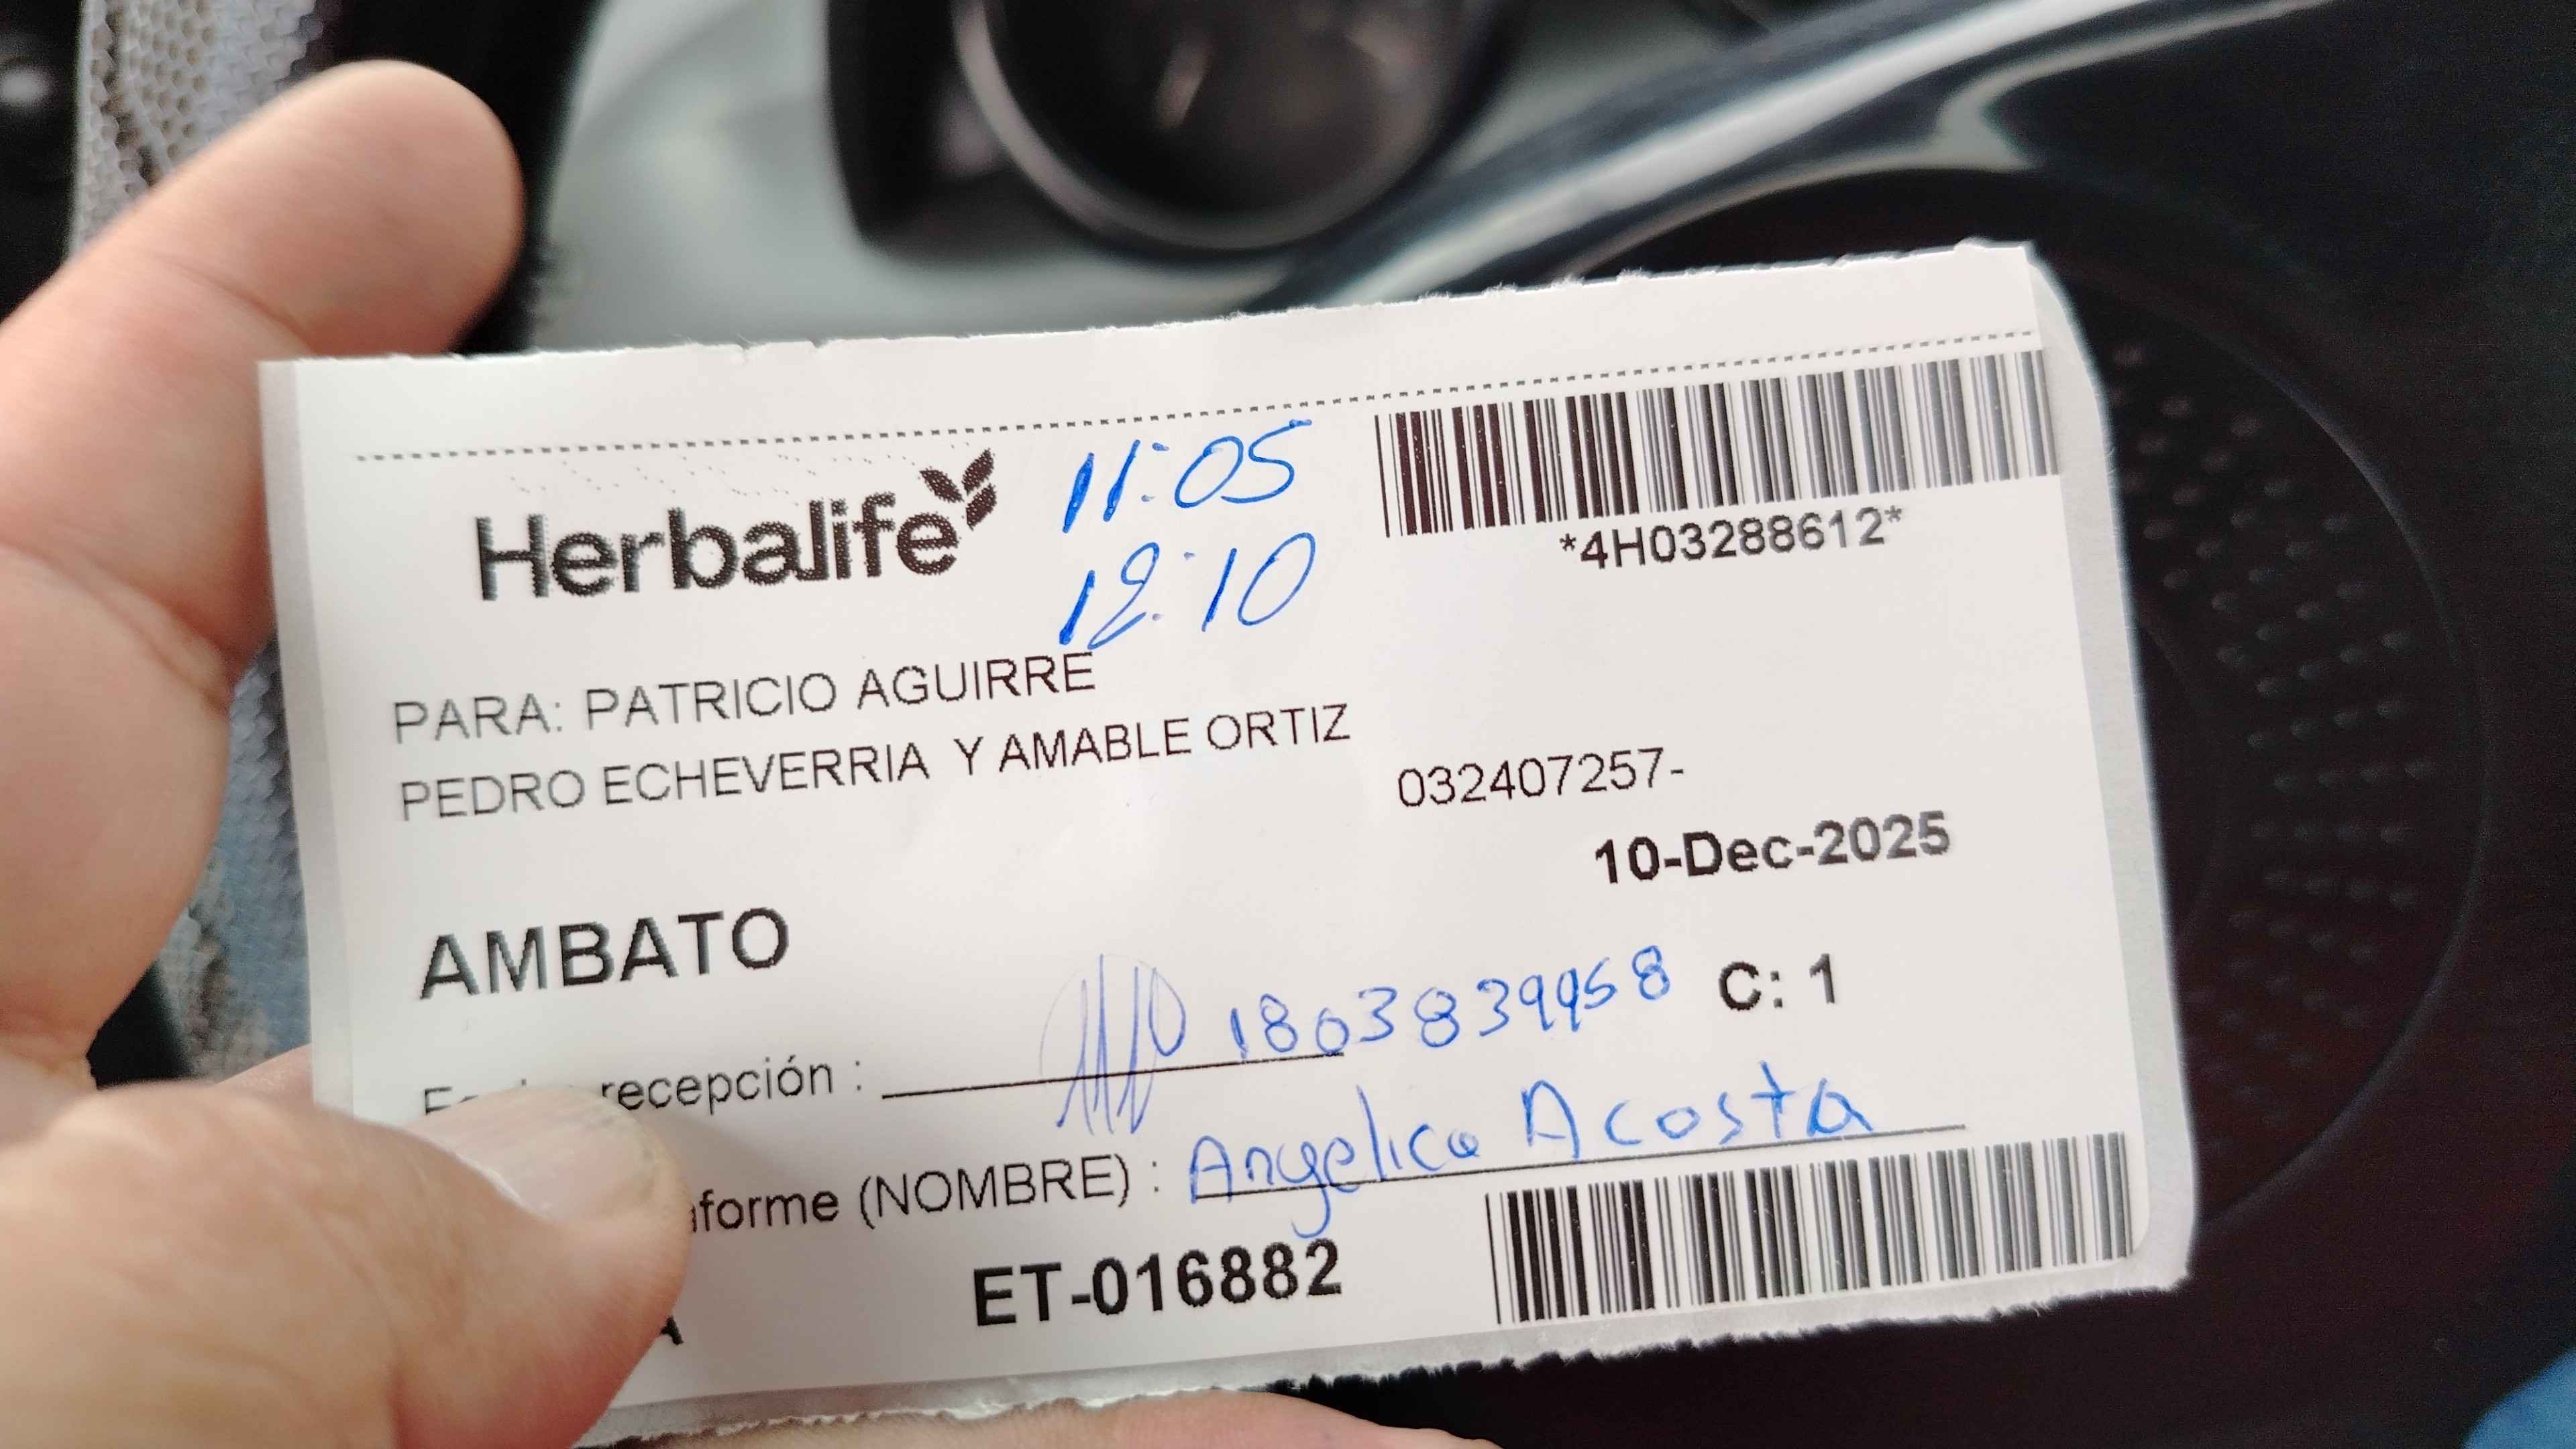 Herbalife
11:05
12:10
*4H03288612*
PARA: PATRICIO AGUIRRE
PEDRO ECHEVERRIA Y AMABLE ORTIZ
032407257-
10-Dec-2025
AMBATO
1803839958
C: 1
recepción :
(NOMBRE) : Angelica Acosta
ET-016882